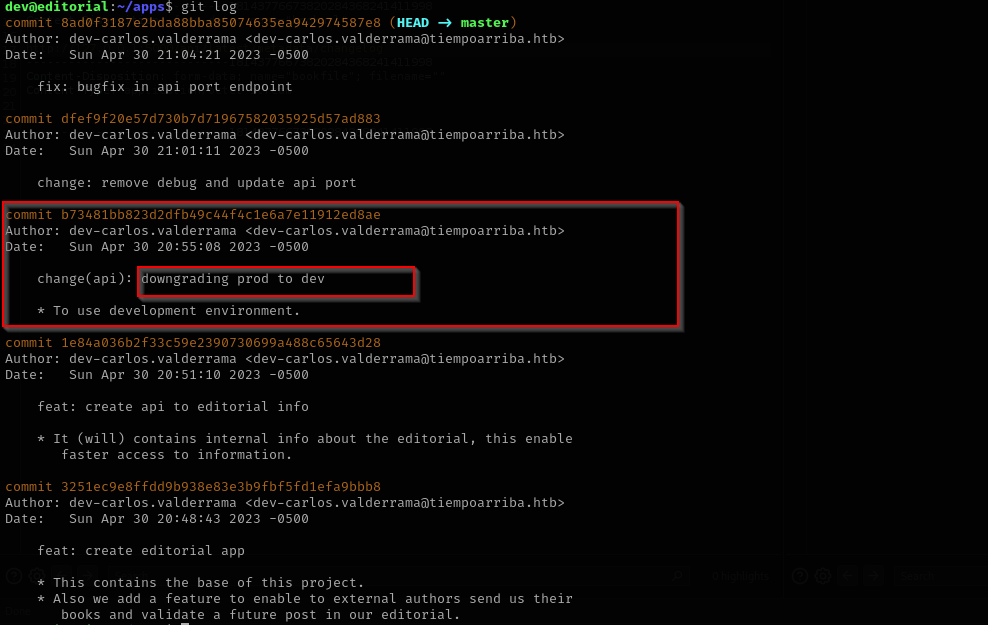 dev@editorial:~/apps$ git log
commit 8ad0f3187e2bda88bba85074635ea942974587e8 (HEAD → master)
Author: dev-carlos.valderrama <dev-carlos.valderrama@tiempoarriba.htb>
Date:   Sun Apr 30 21:04:21 2023 -0500
    fix: bugfix in api port endpoint
commit dfef9f20e57d730b7d71967582035925d57ad883
Author: dev-carlos.valderrama <dev-carlos.valderrama@tiempoarriba.htb>
Date:   Sun Apr 30 21:01:11 2023 -0500
    change: remove debug and update api port
commit b73481bb823d2dfb49c44f4c1e6a7e11912ed8ae
Author: dev-carlos.valderrama <dev-carlos.valderrama@tiempoarriba.htb>
Date:   Sun Apr 30 20:55:08 2023 -0500
    change(api): downgrading prod to dev
    * To use development environment.
commit 1e84a036b2f33c59e2390730699a488c65643d28
Author: dev-carlos.valderrama <dev-carlos.valderrama@tiempoarriba.htb>
Date:   Sun Apr 30 20:51:10 2023 -0500
    feat: create api to editorial info
    * It (will) contains internal info about the editorial, this enable
       faster access to information.
commit 3251ec9e8ffdd9b938e83e3b9fbf5fd1efa9bbb8
Author: dev-carlos.valderrama <dev-carlos.valderrama@tiempoarriba.htb>
Date:   Sun Apr 30 20:48:43 2023 -0500
    feat: create editorial app
    * This contains the base of this project.
    * Also we add a feature to enable to external authors send us their
       books and validate a future post in our editorial.